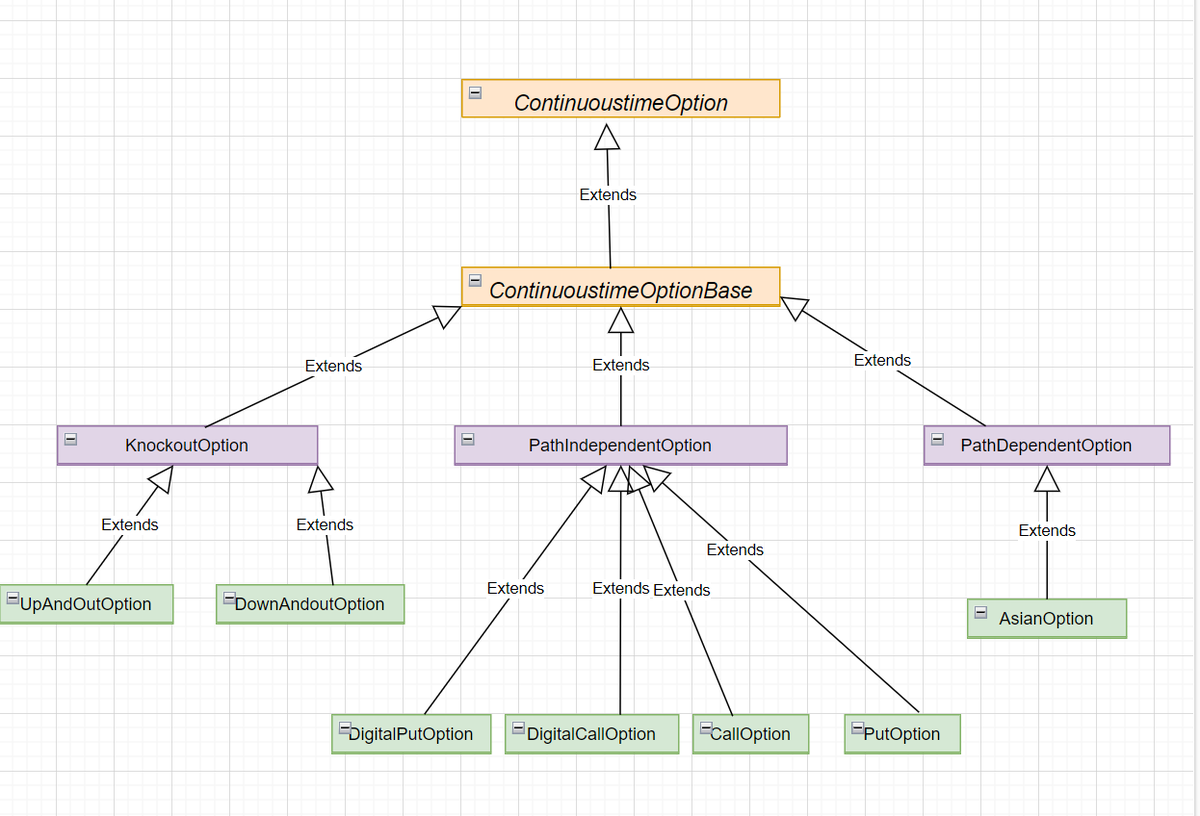 ContinuoustimeOption
Extends
ContinuoustimeOptionBase
Extends
Extends
Extends
KnockoutOption
PathIndependentOption
PathDependentOption
Extends
Extends
Extends
Extends
Extends
Extends
Extends
UpAndOutOption
DownAndoutOption
AsianOption
DigitalPutOption
DigitalCallOption
CallOption
PutOption